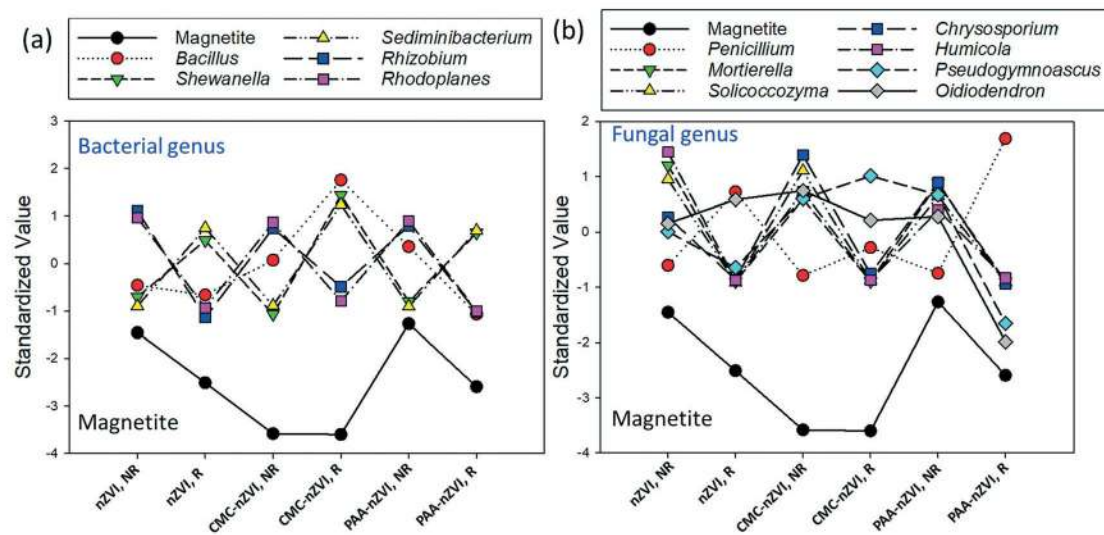 (a)
Magnetite
Bacillus
Shewanella
Sediminibacterium
Rhizobium
Rhodoplanes
Standardized Value
3
2
1
0
-1
-2
-3
-4
Bacterial genus
Magnetite
nZVI, NR
nZVI, R
CMC-nZVI, NR
CMC-nZVI, R
PAA-nZVI, NR
PAA-nZVI, R
(b)
Magnetite
Penicillium
Mortierella
Solicoccozyma
Chrysosporium
Humicola
Pseudogymnoascus
Oidiodendron
Standardized Value
2
1
0
-1
-2
-3
-4
Fungal genus
Magnetite
nZVI, NR
nZVI, R
CMC-nZVI, NR
CMC-nZVI, R
PAA-nZVI, NR
PAA-nZVI, R